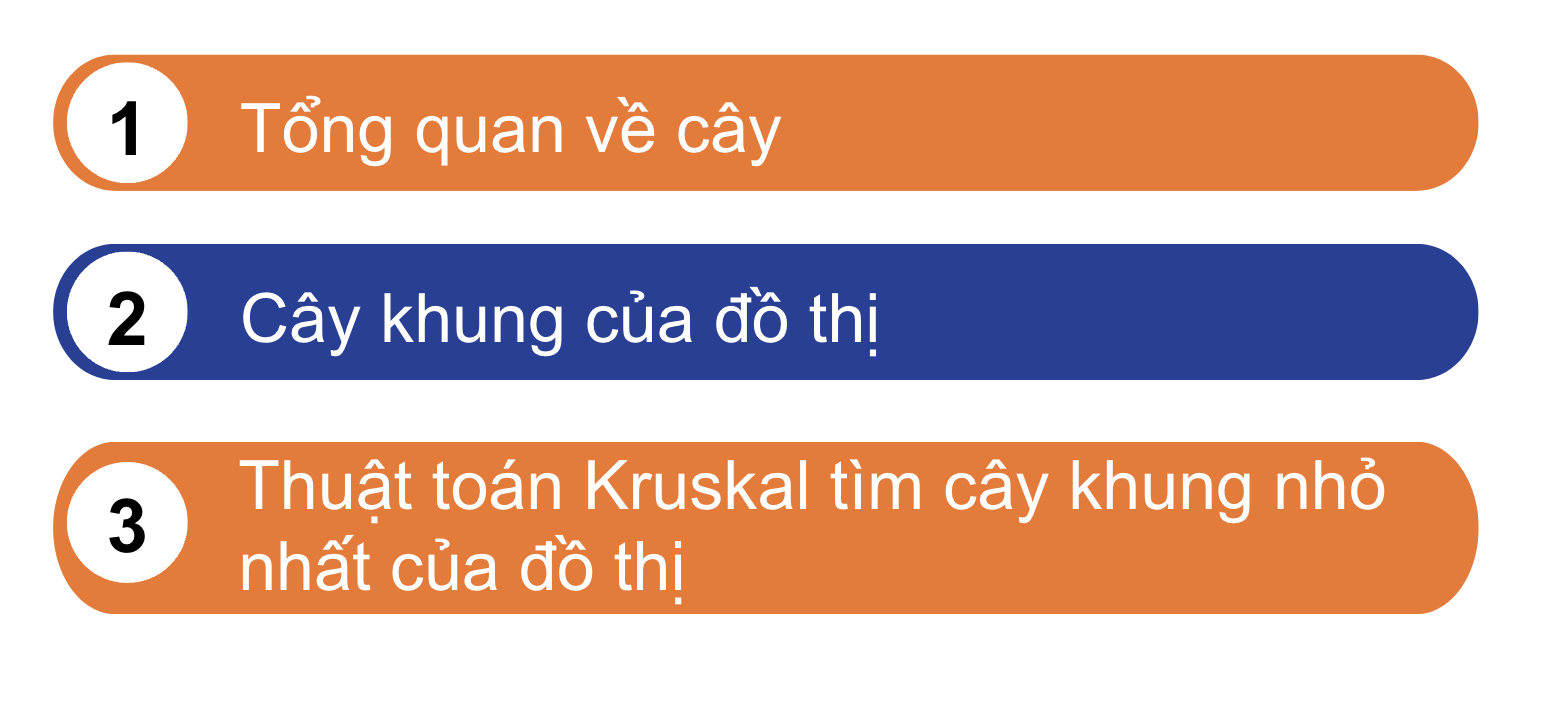 1 Tổng quan về cây
2 Cây khung của đồ thị
3 Thuật toán Kruskal tìm cây khung nhỏ
nhất của đồ thị